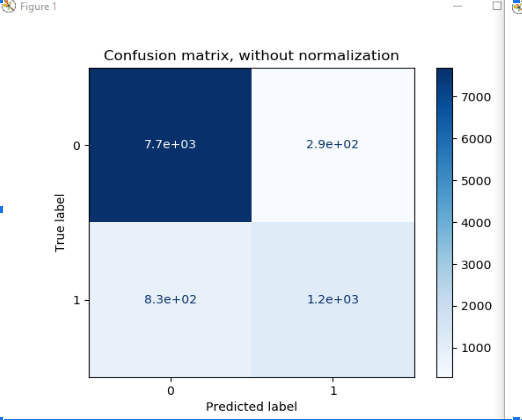 Figure 1
Confusion matrix, without normalization
0
7.7e+03
2.9e+02
1
8.3e+02
1.2e+03
0
1
Predicted label
True label
7000
6000
5000
4000
3000
2000
1000